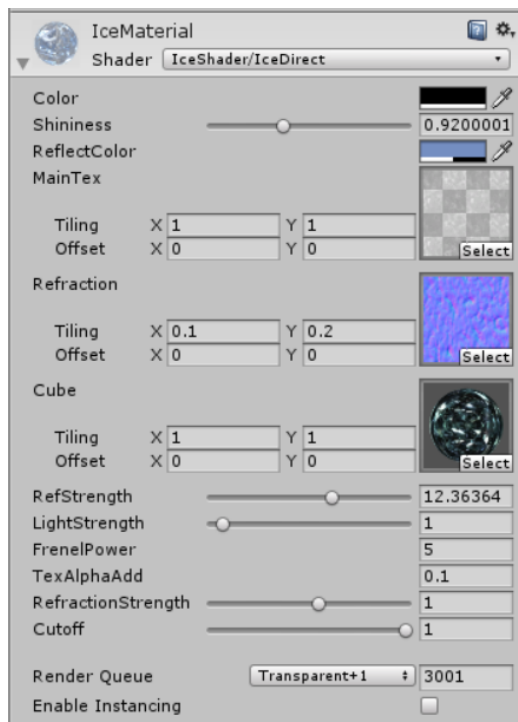 IceMaterial
Shader IceShader/IceDirect
Color
Shininess 0.9200001
ReflectColor
MainTex
Tiling X 1 Y 1
Offset X 0 Y 0 Select
Refraction
Tiling X 0.1 Y 0.2
Offset X 0 Y 0 Select
Cube
Tiling X 1 Y 1
Offset X 0 Y 0 Select
RefStrength 12.36364
LightStrength 1
FrenelPower 5
TexAlphaAdd 0.1
RefractionStrength 1
Cutoff 1
Render Queue Transparent+1 3001
Enable Instancing